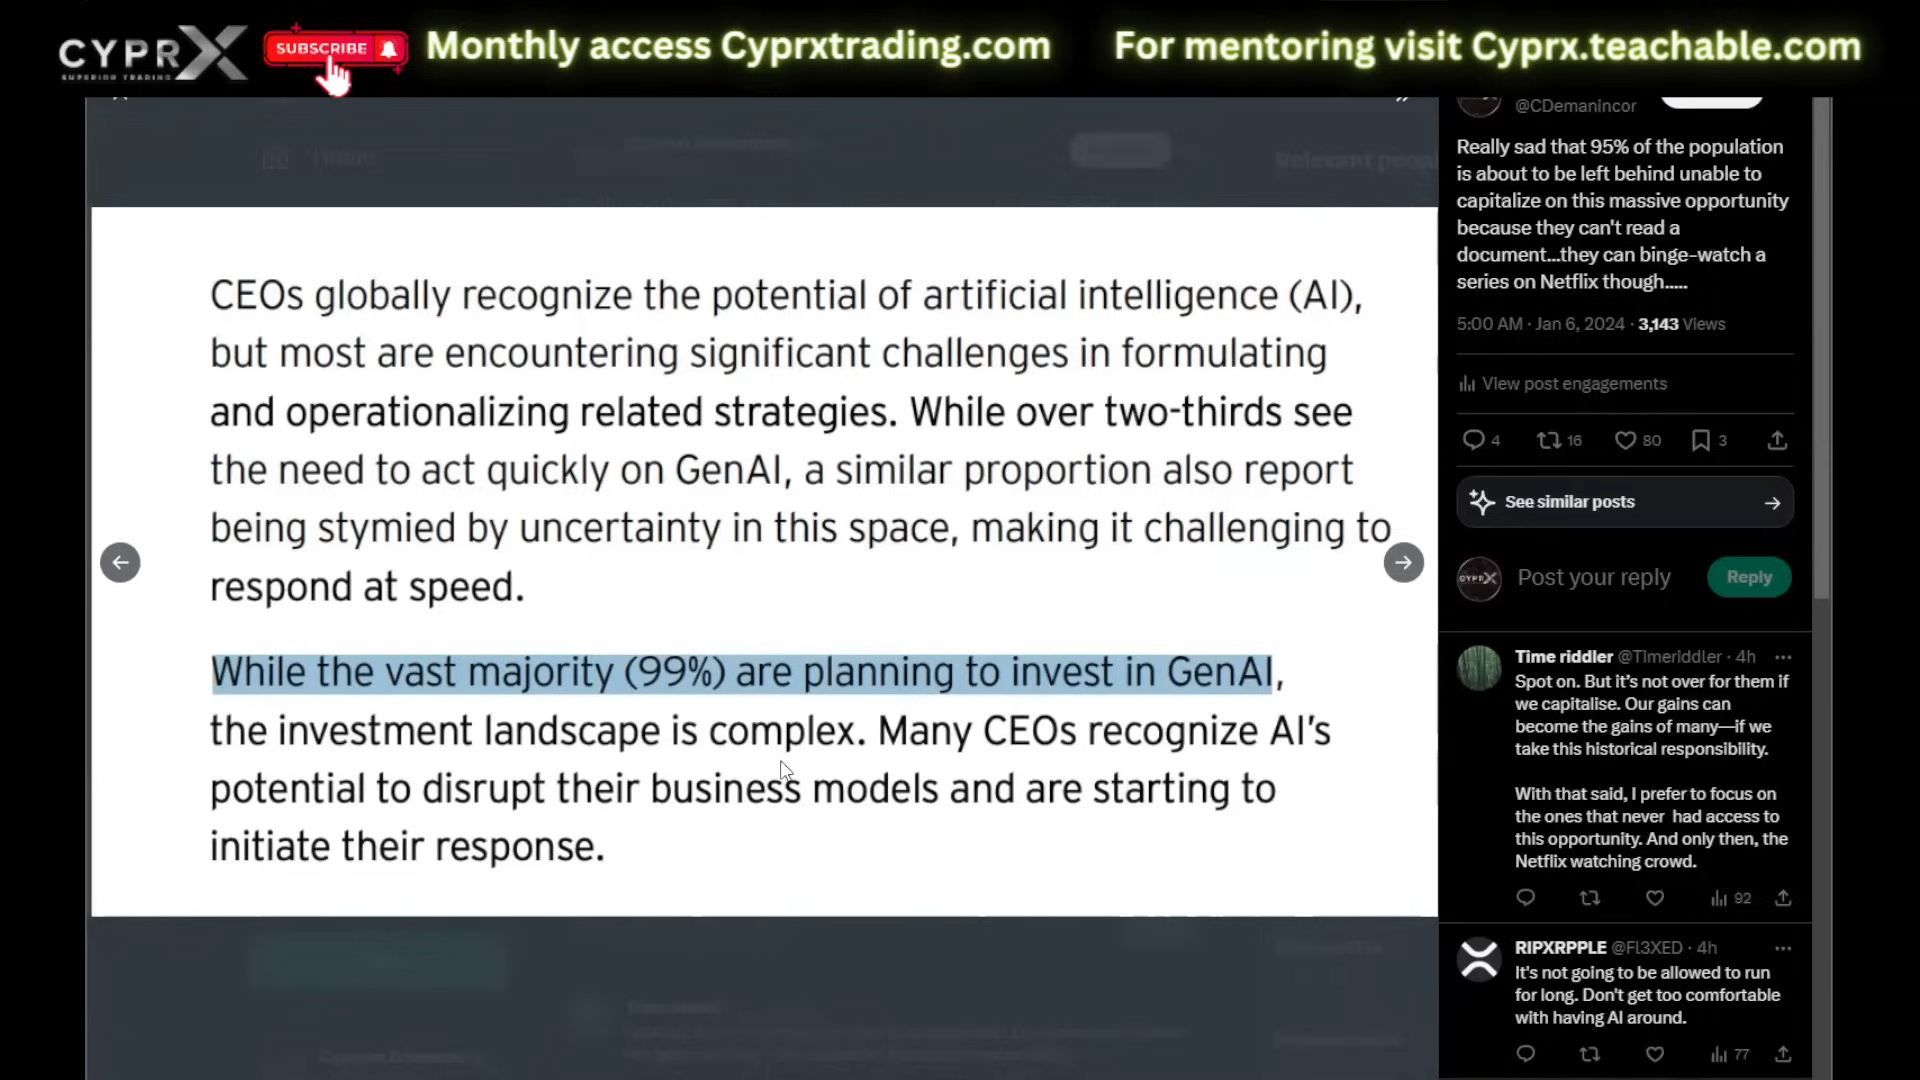 CYPRX
SUPERIOR TRADING
SUBSCRIBE
Monthly access Cyprxtrading.com
For mentoring visit Cyprx.teachable.com
CEOs globally recognize the potential of artificial intelligence (AI),
but most are encountering significant challenges in formulating
and operationalizing related strategies. While over two-thirds see
the need to act quickly on GenAI, a similar proportion also report
being stymied by uncertainty in this space, making it challenging to
respond at speed.
While the vast majority (99%) are planning to invest in GenAI,
the investment landscape is complex. Many CEOs recognize AI's
potential to disrupt their business models and are starting to
initiate their response.
@CDemanincor
Really sad that 95% of the population
is about to be left behind unable to
capitalize on this massive opportunity
because they can't read a
document...they can binge-watch a
series on Netflix though.....
5:00 AM · Jan 6, 2024 · 3,143 Views
View post engagements
4 16 80 3
See similar posts
CYPRX
Post your reply
Reply
Time riddler @Timeriddler · 4h
Spot on. But it's not over for them if
we capitalise. Our gains can
become the gains of many—if we
take this historical responsibility.
With that said, I prefer to focus on
the ones that never had access to
this opportunity. And only then, the
Netflix watching crowd.
92
RIPXRPPLE @Fl3XED · 4h
It's not going to be allowed to run
for long. Don't get too comfortable
with having AI around.
77